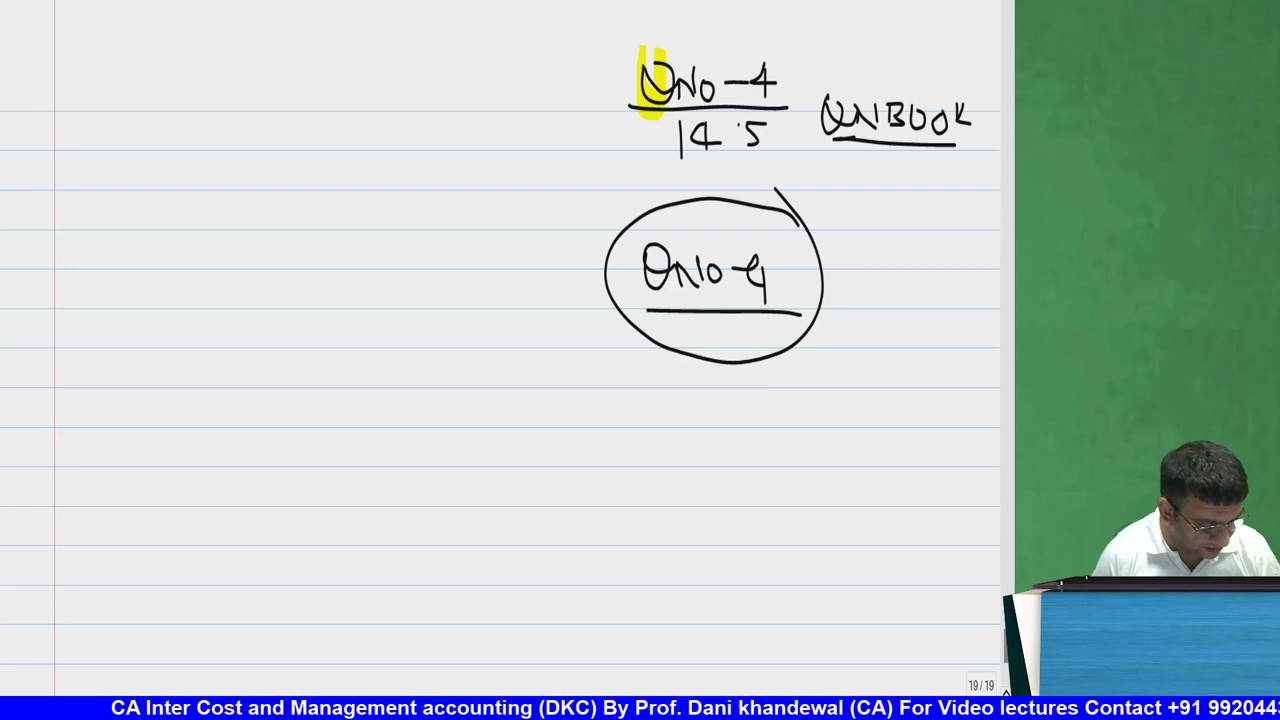 QNo-4
14.5
QNBOOK
QNo-4
19/19
CA Inter Cost and Management accounting (DKC) By Prof. Dani khandewal (CA) For Video lectures Contact +91 9920443